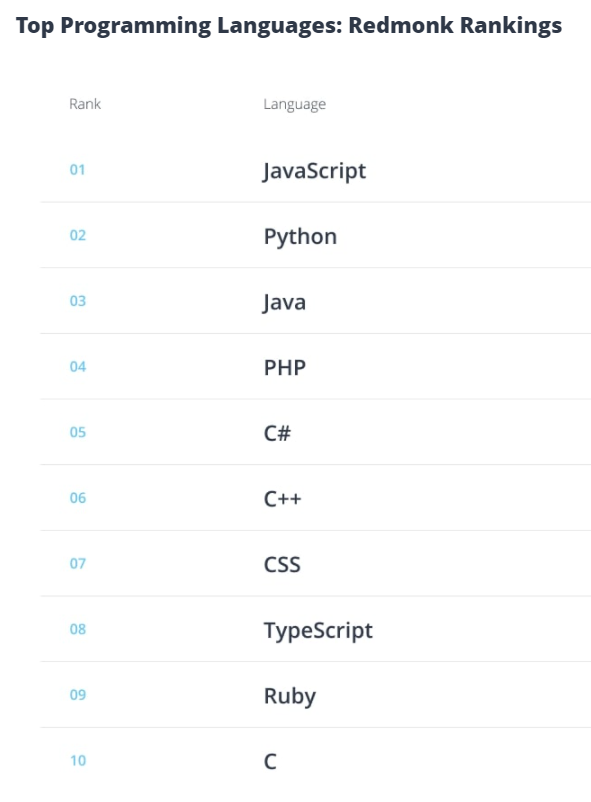 Top Programming Languages: Redmonk Rankings
Rank Language
01 JavaScript
02 Python
03 Java
04 PHP
05 C#
06 C++
07 CSS
08 TypeScript
09 Ruby
10 C